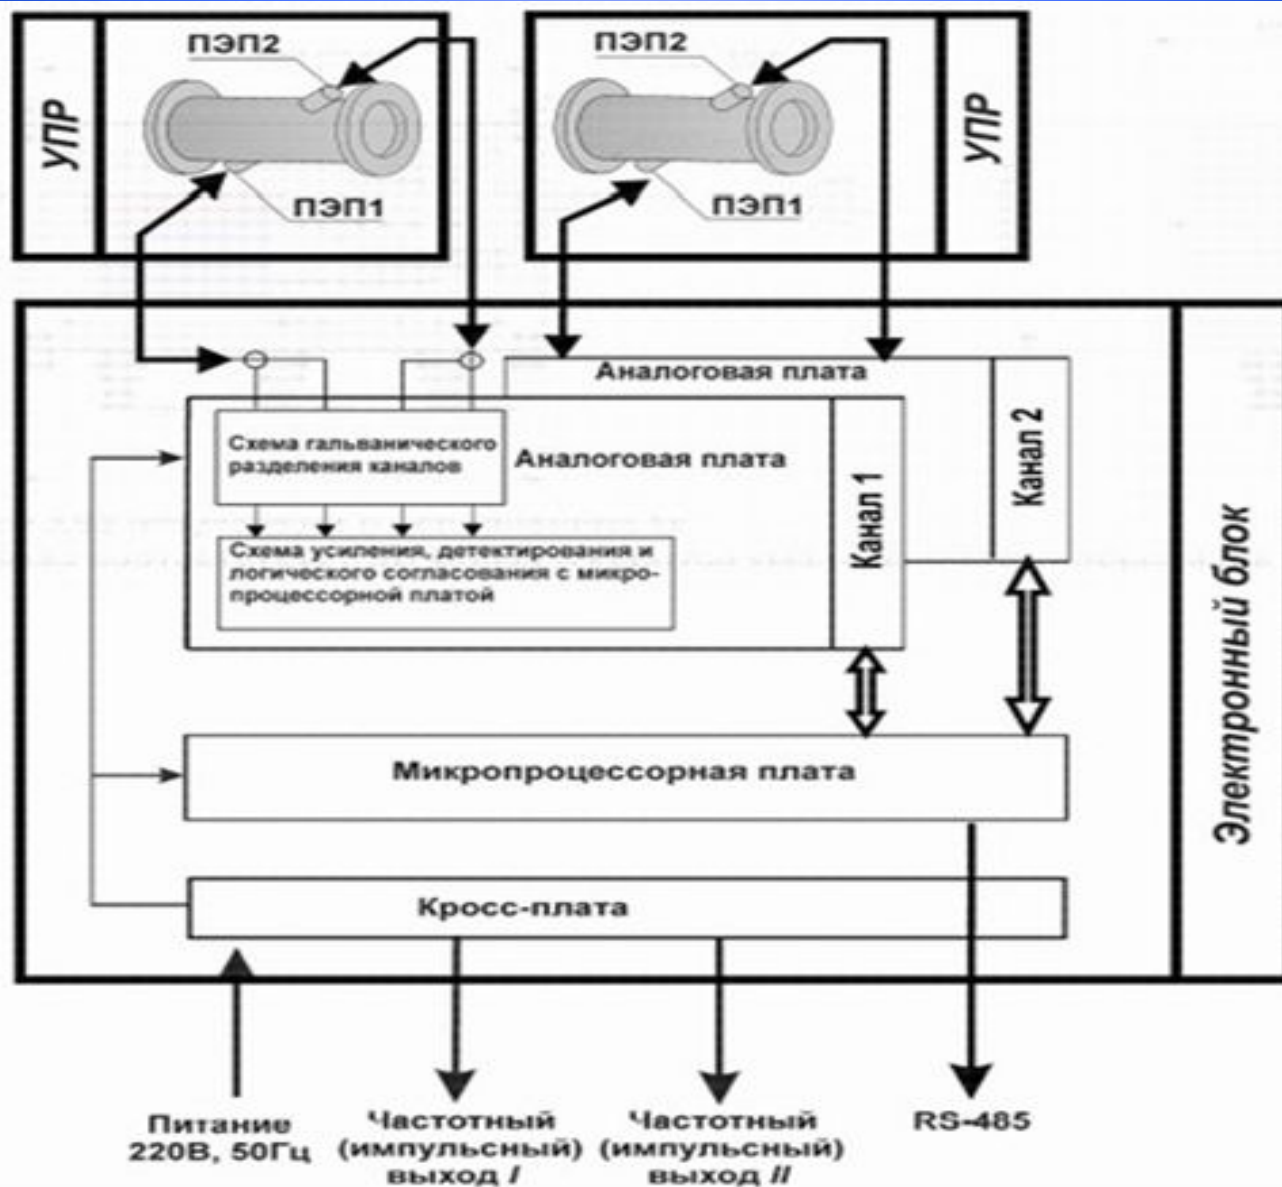 УПР
ПЭП2
ПЭП1
ПЭП2
ПЭП1
УПР
Аналоговая плата
Канал 2
Схема гальванического
разделения каналов
Аналоговая плата
Канал 1
Схема усиления, детектирования и
логического согласования с микро-
процессорной платой
Электронный блок
Микропроцессорная плата
Кросс-плата
Питание
220В, 50Гц
Частотный
(импульсный)
выход I
Частотный
(импульсный)
выход II
RS-485